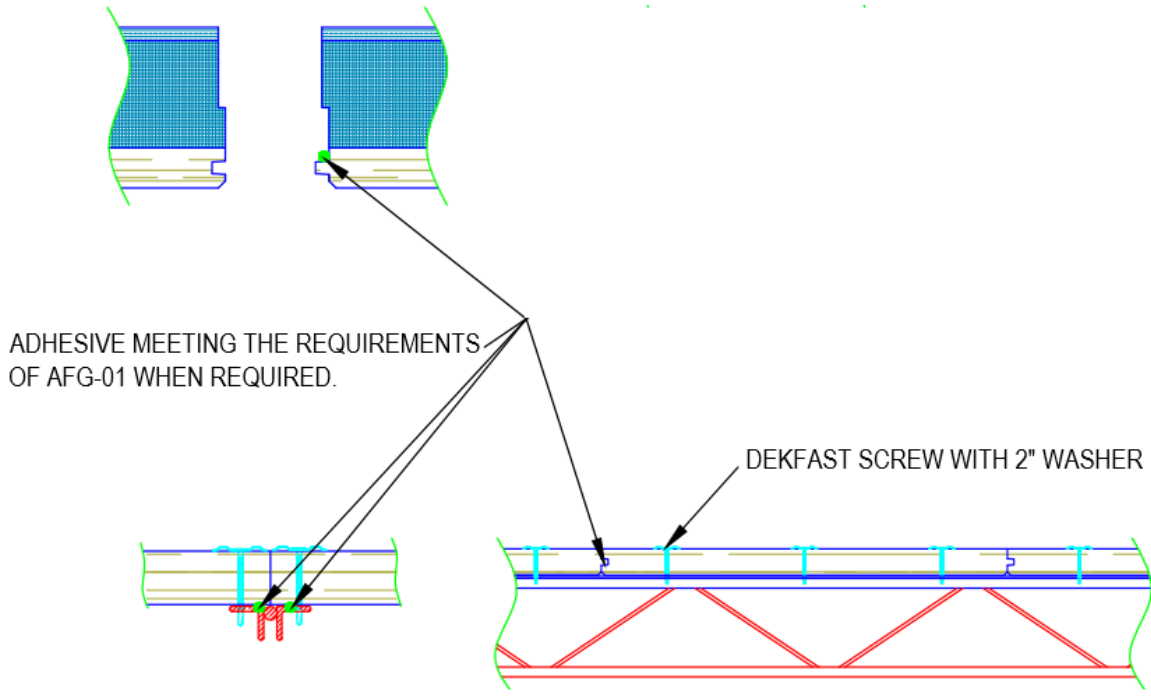 ADHESIVE MEETING THE REQUIREMENTS
OF AFG-01 WHEN REQUIRED.
DEKFAST SCREW WITH 2" WASHER